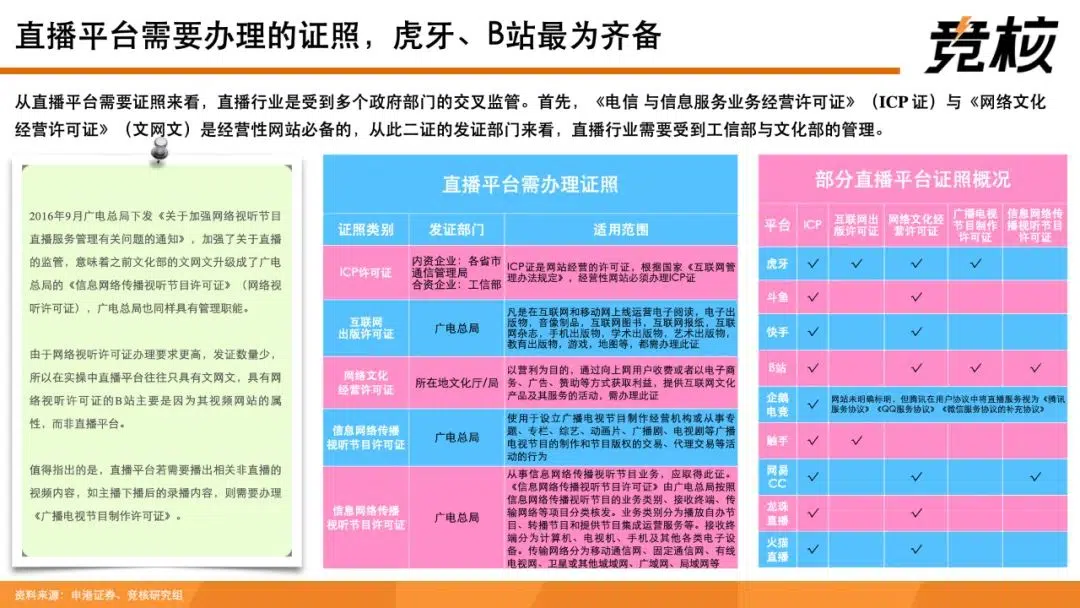 直播平台需要办理的证照，虎牙、B站最为齐备
竞核
从直播平台需要证照来看，直播行业是受到多个政府部门的交叉监管。首先，《电信 与信息服务业务经营许可证》（ICP 证）与《网络文化
经营许可证》（文网文）是经营性网站必备的，从此二证的发证部门来看，直播行业需要受到工信部与文化部的管理。
2016年9月广电总局下发《关于加强网络视听节目
直播服务管理有关问题的通知》，加强了关于直播
的监管，意味着之前文化部的文网文升级成了广电
总局的《信息网络传播视听节目许可证》（网络视
听许可证），广电总局也同样具有管理职能。
由于网络视听许可证办理要求更高，发证数量少，
所以在实操中直播平台往往只具有文网文，具有网
络视听许可证的B站主要是因为其视频网站的属
性，而非直播平台。
值得指出的是，直播平台若需要播出相关非直播的
视频内容，如主播下播后的录播内容，则需要办理
《广播电视节目制作许可证》。
直播平台需办理证照
证照类别 发证部门 适用范围
ICP许可证
内资企业：各省市
通信管理局
合资企业：工信部
ICP证是网站经营的许可证，根据国家《互联网管
理办法规定》，经营性网站必须办理ICP证
互联网
出版许可证
广电总局
凡是在互联网和移动网上线运营电子阅读，电子出
版物，音像制品，互联网图书，互联网报纸，互联
网杂志，手机出版物，学术出版物，艺术出版物，
教育出版物，游戏，地图等，都需办理此证
网络文化
经营许可证
所在地文化厅/局
以营利为目的，通过向上网用户收费或者以电子商
务、广告、赞助等方式获取利益，提供互联网文化
产品及其服务的活动，需办理此证
信息网络传播
视听节目许可证
广电总局
使用于设立广播电视节目制作经营机构或从事专
题、专栏、综艺、动画片、广播剧、电视剧等广播
电视节目的制作和节目版权的交易、代理交易等活
动的行为
信息网络传播
视听节目许可证
广电总局
从事信息网络传播视听节目业务，应取得此证。
《信息网络传播视听节目许可证》由广电总局按照
信息网络传播视听节目的业务类别、接收终端、传
输网络等项目分类核发。业务类别分为播放自办节
目、转播节目和提供节目集成运营服务等。接收终
端分为计算机、电视机、手机及其他各类电子设
备。传输网络分为移动通信网、固定通信网、有线
电视网、卫星或其他城域网、广域网、局域网等
部分直播平台证照概况
平台 ICP 互联网出版许可证 网络文化经营许可证 广播电视节目制作许可证 信息网络传播视听节目许可证
虎牙 ✓ ✓ ✓ ✓
斗鱼 ✓ ✓
快手 ✓ ✓
B站 ✓ ✓ ✓ ✓
企鹅
电竞 ✓
网站未明确标明，但腾讯在用户协议中将直播服务视为《腾讯
服务协议》《QQ服务协议》《微信服务协议的补充协议》
触手 ✓ ✓
网易
CC ✓ ✓ ✓
龙珠
直播 ✓ ✓
火猫
直播 ✓ ✓
资料来源：申港证券、竞核研究组